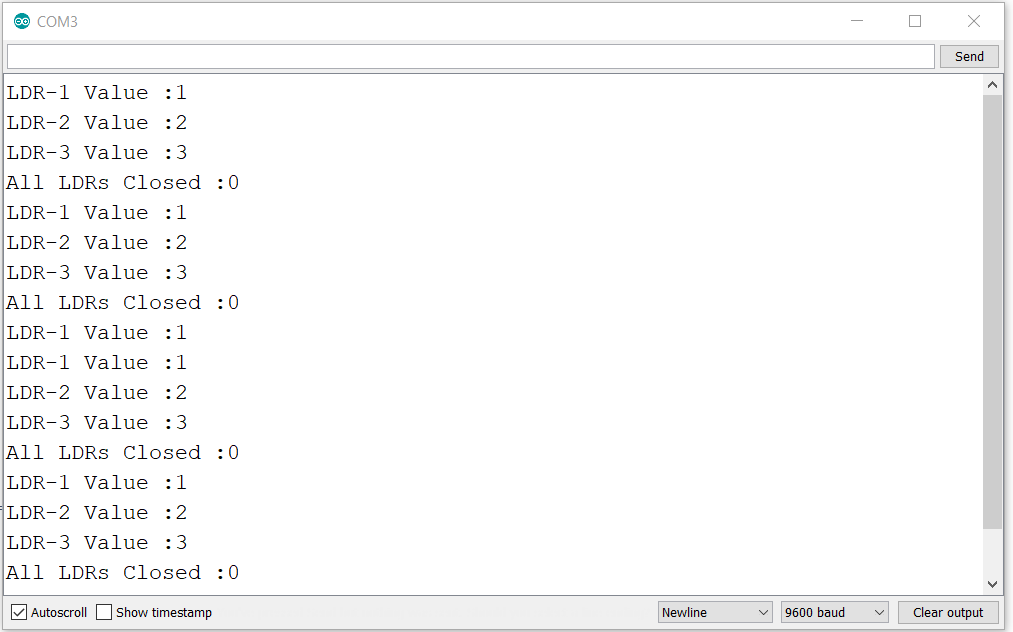 COM3
Send
LDR-1 Value :1
LDR-2 Value :2
LDR-3 Value :3
All LDRs Closed :0
LDR-1 Value :1
LDR-2 Value :2
LDR-3 Value :3
All LDRs Closed :0
LDR-1 Value :1
LDR-1 Value :1
LDR-2 Value :2
LDR-3 Value :3
All LDRs Closed :0
LDR-1 Value :1
LDR-2 Value :2
LDR-3 Value :3
All LDRs Closed :0
Autoscroll Show timestamp Newline 9600 baud Clear output